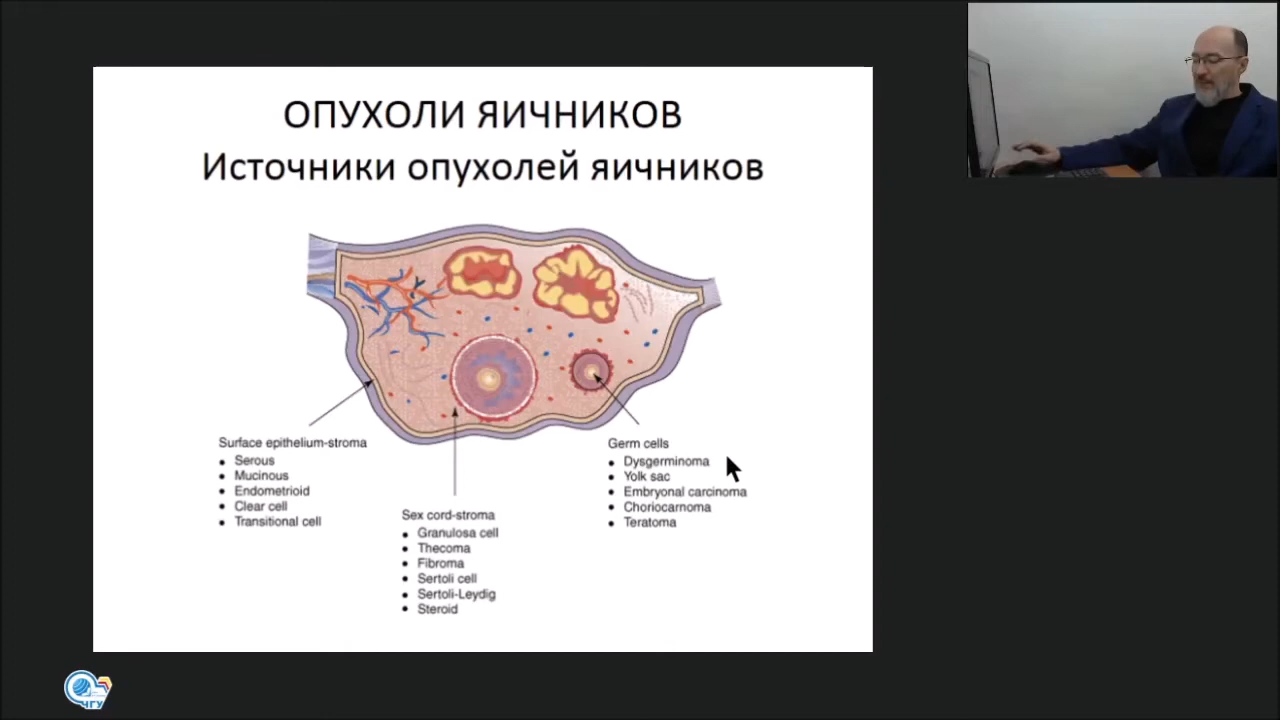 ОПУХОЛИ ЯИЧНИКОВ
Источники опухолей яичников
Surface epithelium-stroma
• Serous
• Mucinous
• Endometrioid
• Clear cell
• Transitional cell
Sex cord-stroma
• Granulosa cell
• Thecoma
• Fibroma
• Sertoli cell
• Sertoli-Leydig
• Steroid
Germ cells
• Dysgerminoma
• Yolk sac
• Embryonal carcinoma
• Choriocarnoma
• Teratoma
ЧГУ